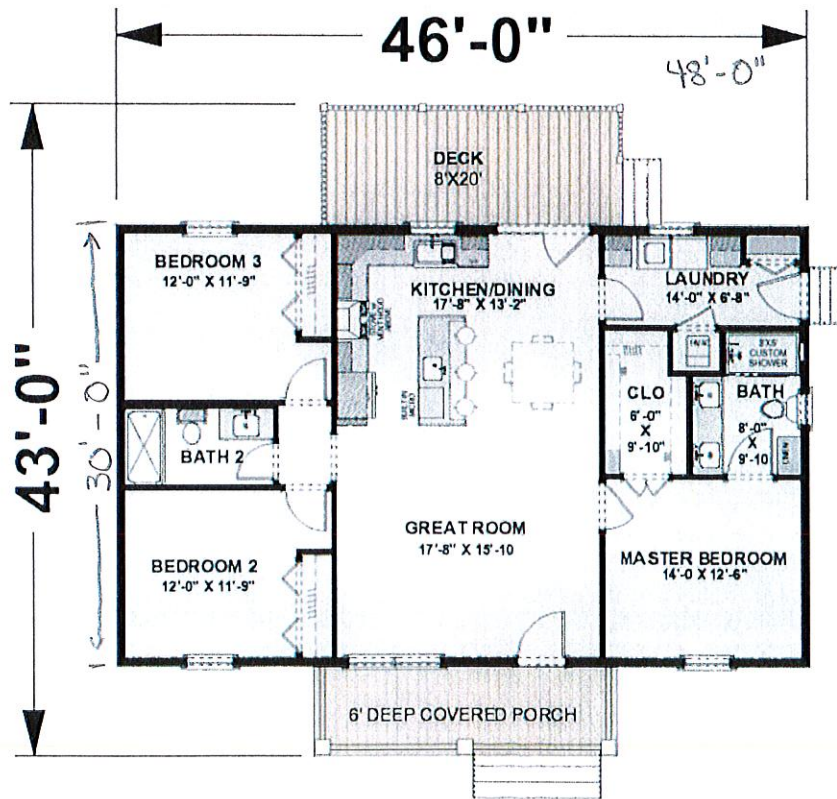 46'-0"
48'-0"
DECK
8'X20'
BEDROOM 3
12'-0" X 11'-9"
KITCHEN/DINING
17'-8" X 13'-2"
LAUNDRY
14'-0" X 6'-8"
43'-0"
30'-0"
CUSTOM
SHOWER
CLO
6'-0"
X
9'-10"
BATH
8'-0"
X
9'-10
LINEN
BATH 2
GREAT ROOM
17'-8" X 15'-10
BEDROOM 2
12'-0" X 11'-9"
MASTER BEDROOM
14'-0 X 12'-6"
6' DEEP COVERED PORCH